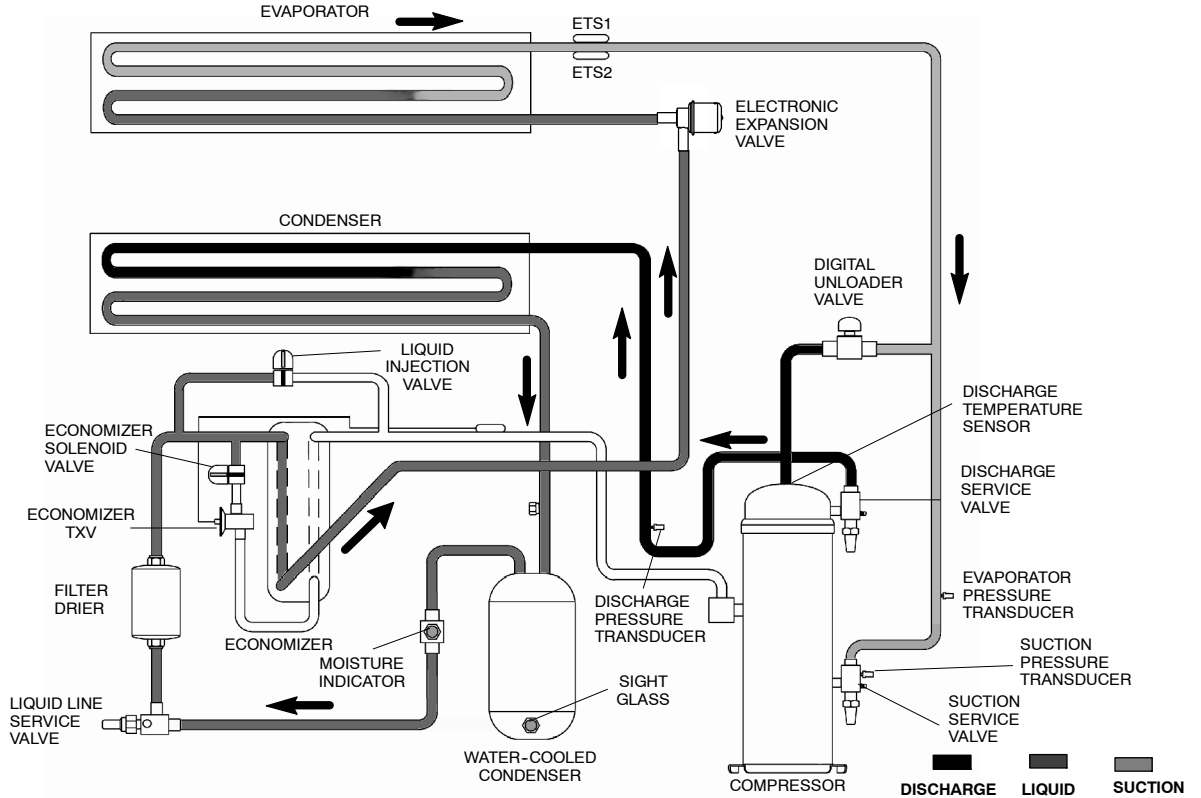 EVAPORATOR
ETS1
ETS2
ELECTRONIC
EXPANSION
VALVE
CONDENSER
DIGITAL
UNLOADER
VALVE
LIQUID
INJECTION
VALVE
DISCHARGE
TEMPERATURE
SENSOR
ECONOMIZER
SOLENOID
VALVE
DISCHARGE
SERVICE
VALVE
ECONOMIZER
TXV
FILTER
DRIER
EVAPORATOR
PRESSURE
TRANSDUCER
DISCHARGE
PRESSURE
TRANSDUCER
ECONOMIZER
MOISTURE
INDICATOR
SIGHT
GLASS
SUCTION
PRESSURE
TRANSDUCER
LIQUID LINE
SERVICE
VALVE
SUCTION
SERVICE
VALVE
WATER-COOLED
CONDENSER
COMPRESSOR
DISCHARGE
LIQUID
SUCTION